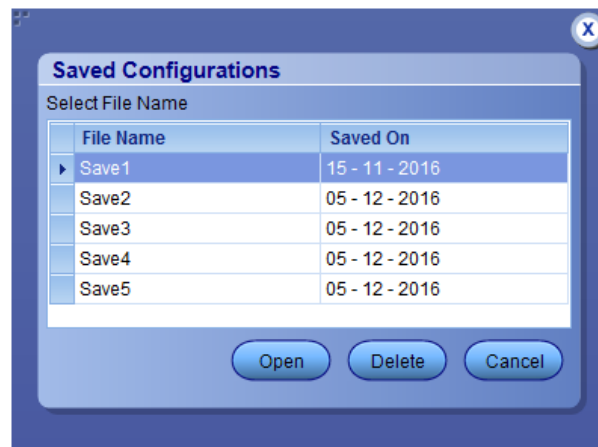 X
Saved Configurations
Select File Name
File Name Saved On
Save1 15 - 11 - 2016
Save2 05 - 12 - 2016
Save3 05 - 12 - 2016
Save4 05 - 12 - 2016
Save5 05 - 12 - 2016
Open Delete Cancel